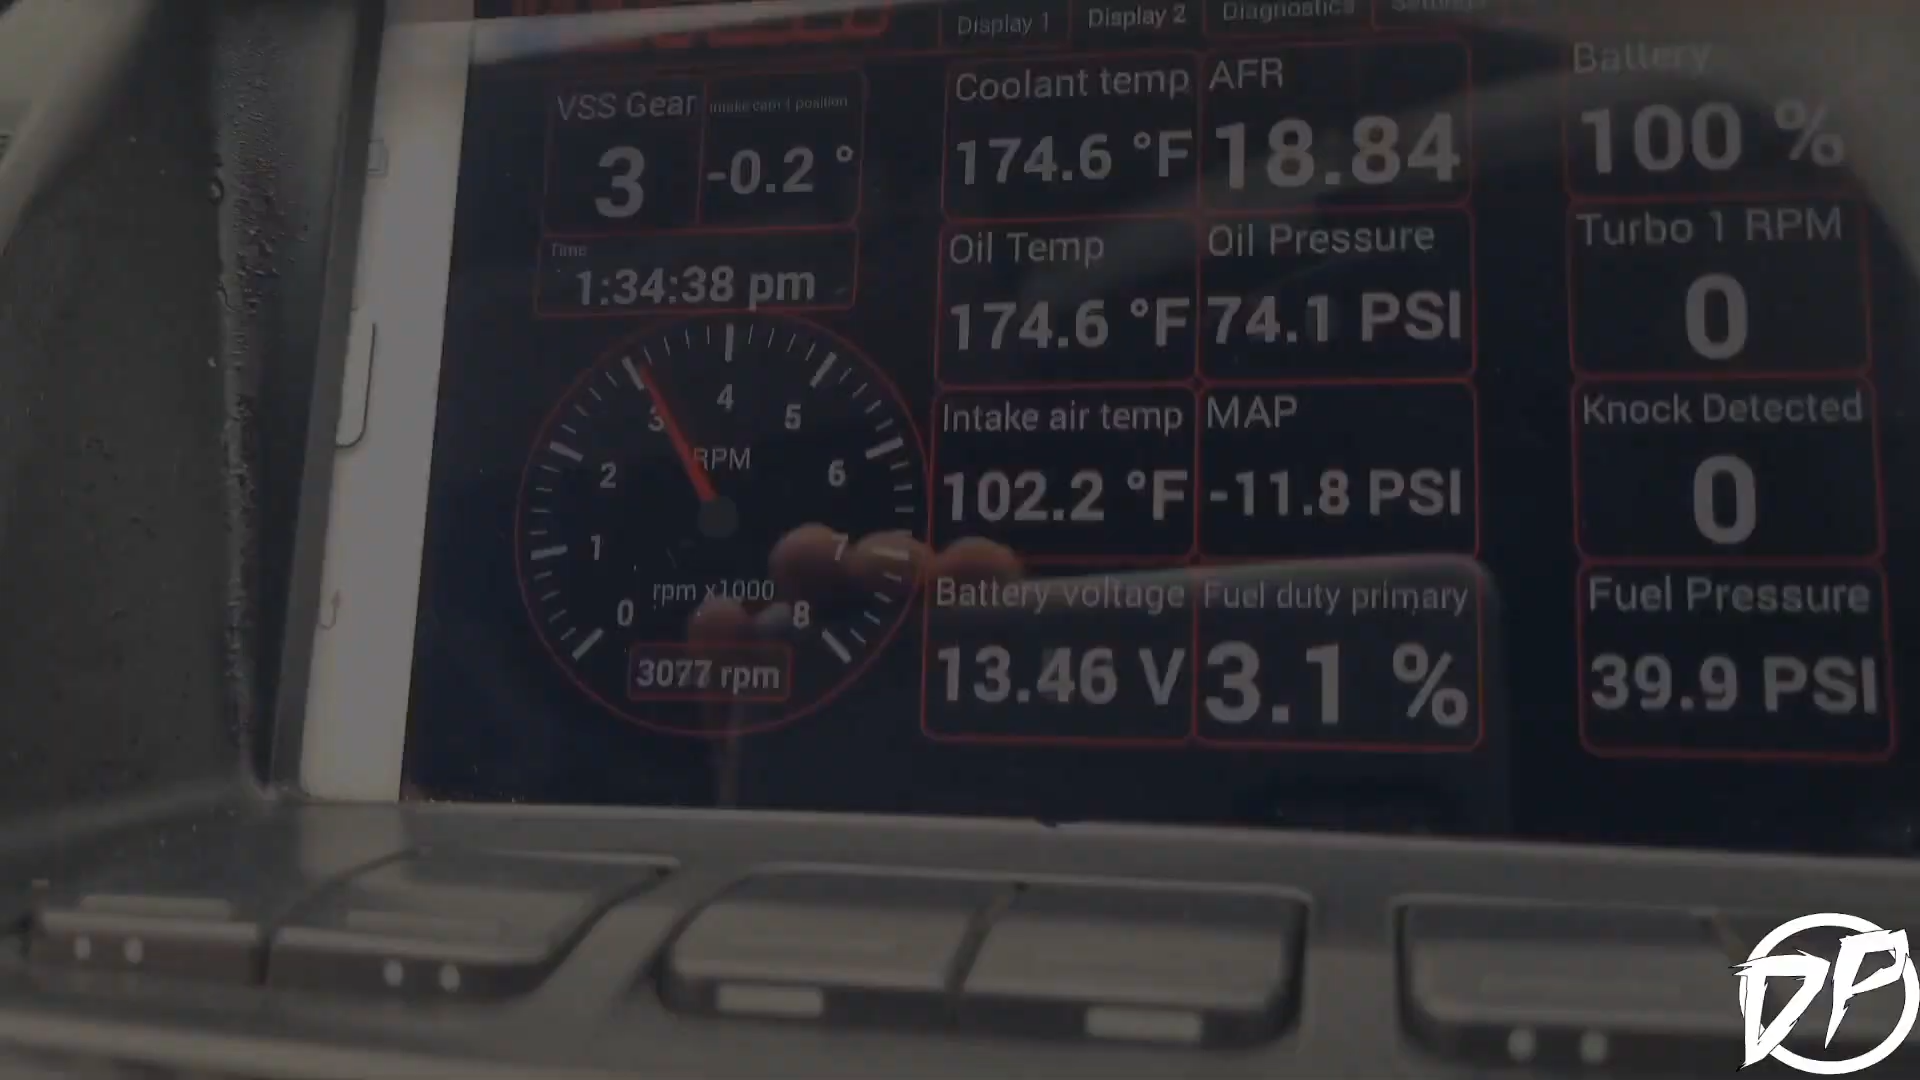 Display 1
Display 2
Diagnostics
Settings
VSS Gear
3
Intake cam 1 position
-0.2 °
Time
1:34:38 pm
0
1
2
3
4
5
6
7
8
RPM
rpm x1000
3077 rpm
Coolant temp
174.6 °F
AFR
18.84
Oil Temp
174.6 °F
Oil Pressure
74.1 PSI
Intake air temp
102.2 °F
MAP
-11.8 PSI
Battery voltage
13.46 V
Fuel duty primary
3.1 %
Battery
100 %
Turbo 1 RPM
0
Knock Detected
0
Fuel Pressure
39.9 PSI
DP